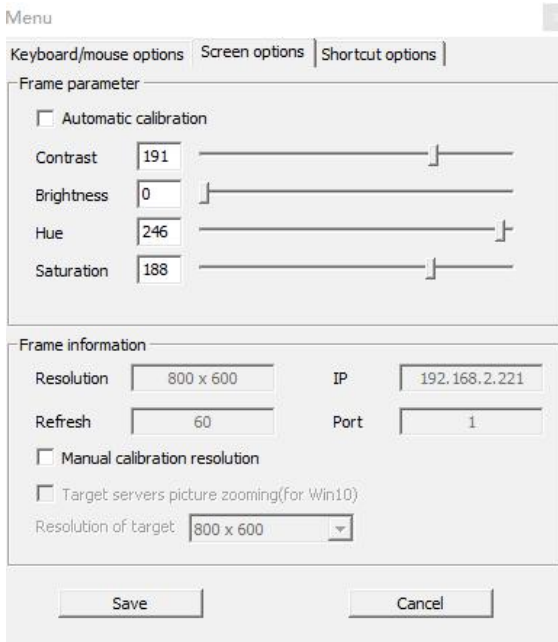 Menu
Keyboard/mouse options Screen options Shortcut options
Frame parameter
Automatic calibration
Contrast 191
Brightness 0
Hue 246
Saturation 188
Frame information
Resolution 800 x 600 IP 192.168.2.221
Refresh 60 Port 1
Manual calibration resolution
Target servers picture zooming(for Win10)
Resolution of target 800 x 600
Save Cancel